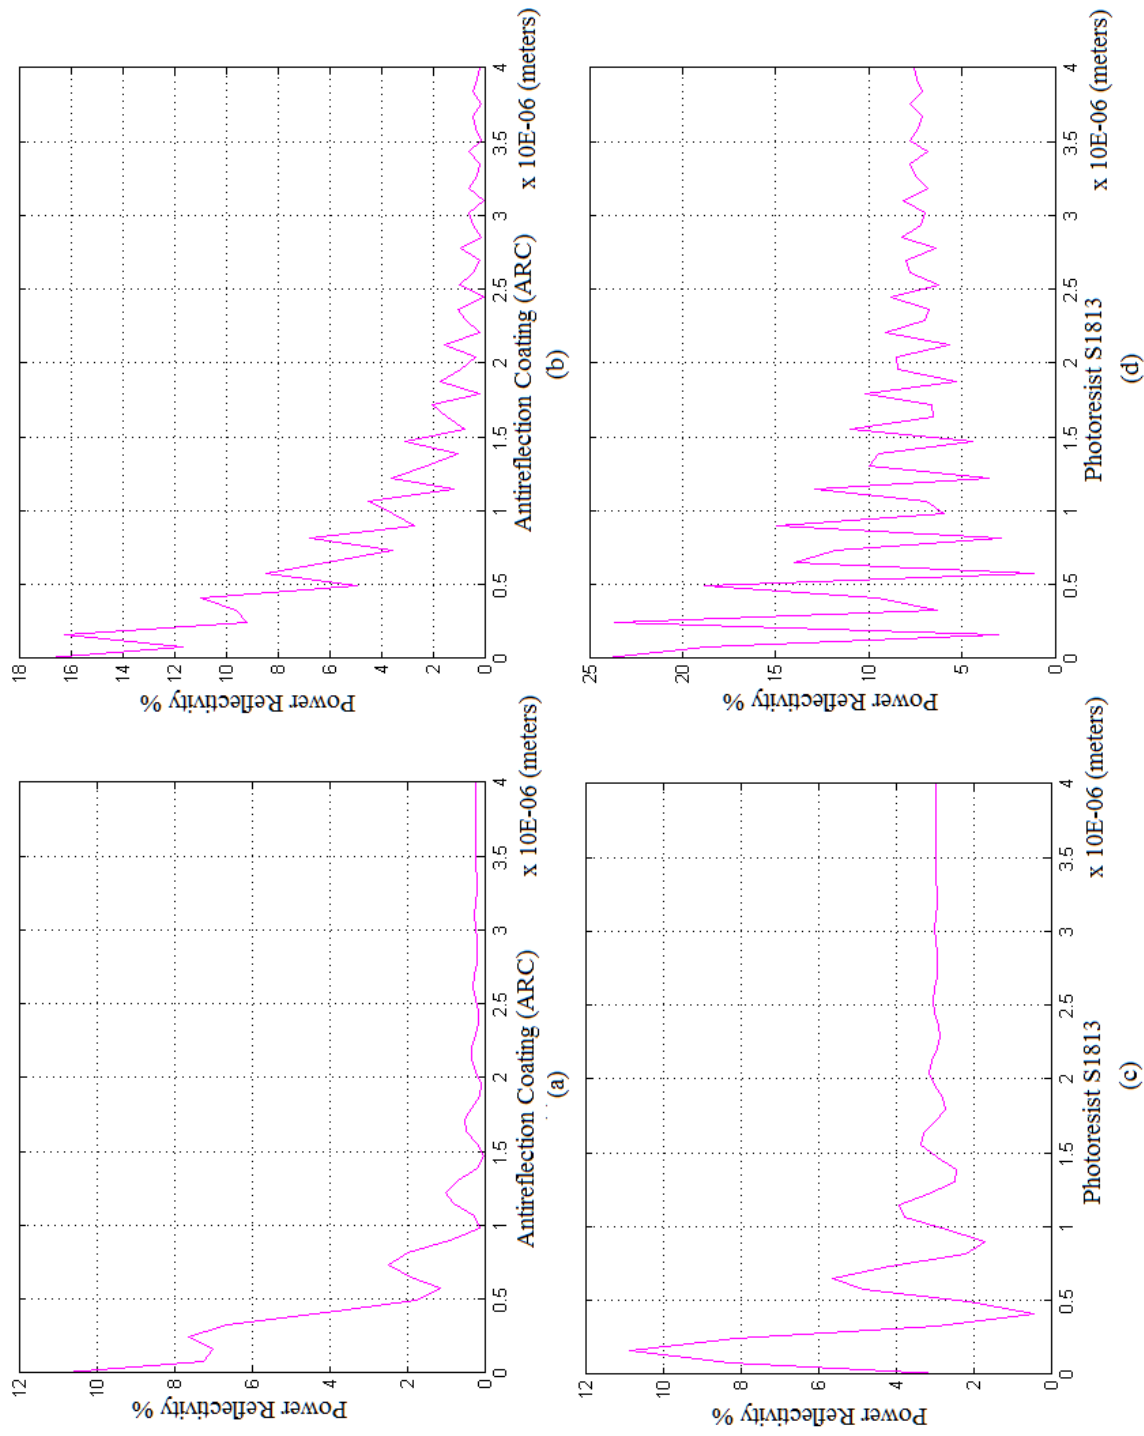 Power Reflectivity %
12
10
8
6
4
2
0
0 0.5 1 1.5 2 2.5 3 3.5 4
Antireflection Coating (ARC) x 10E-06 (meters)
(a)
Power Reflectivity %
18
16
14
12
10
8
6
4
2
0
0 0.5 1 1.5 2 2.5 3 3.5 4
Antireflection Coating (ARC) x 10E-06 (meters)
(b)
Power Reflectivity %
12
10
8
6
4
2
0
0 0.5 1 1.5 2 2.5 3 3.5 4
Photoresist S1813 x 10E-06 (meters)
(c)
Power Reflectivity %
25
20
15
10
5
0
0 0.5 1 1.5 2 2.5 3 3.5 4
Photoresist S1813 x 10E-06 (meters)
(d)